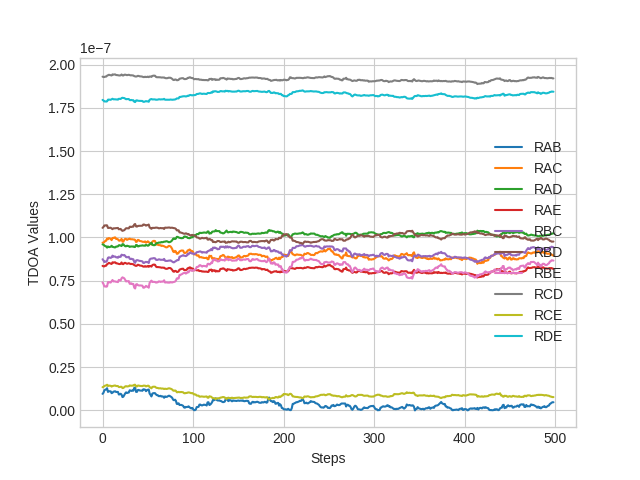 1e−7
2.00
1.75
1.50
1.25
1.00
0.75
0.50
0.25
0.00
TDOA Values
0
100
200
300
400
500
Steps
RAB
RAC
RAD
RAE
RBC
RBD
RBE
RCD
RCE
RDE